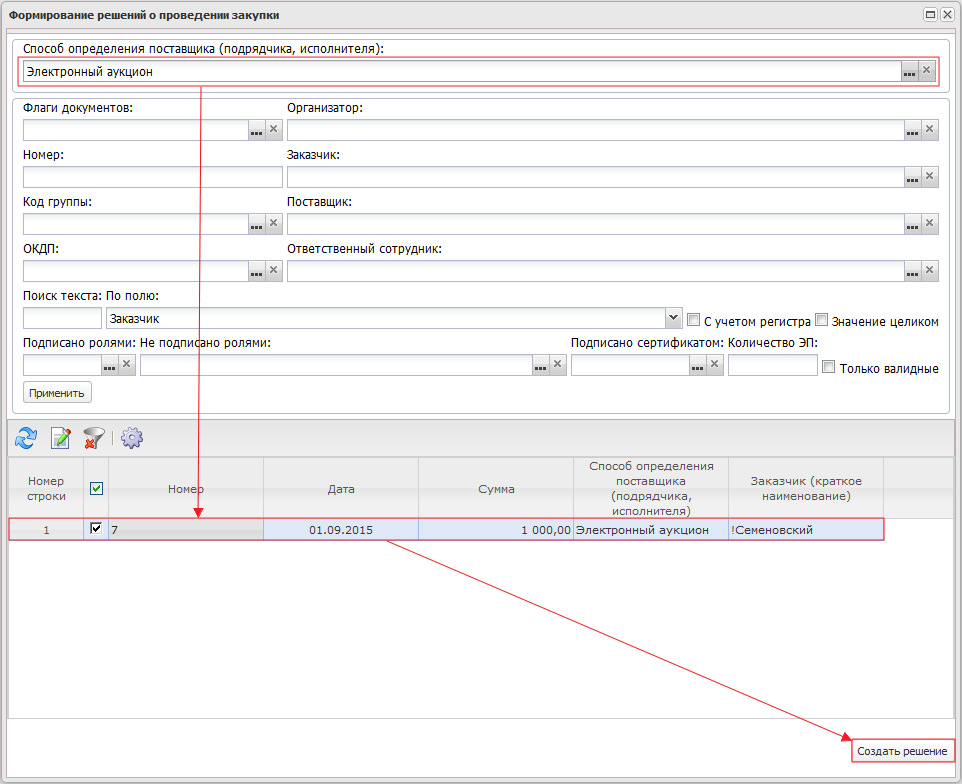 Формирование решений о проведении закупки
Способ определения поставщика (подрядчика, исполнителя):
Электронный аукцион
Флаги документов: Организатор:
Номер: Заказчик:
Код группы: Поставщик:
ОКДП: Ответственный сотрудник:
Поиск текста: По полю:
Заказчик С учетом регистра Значение целиком
Подписано ролями: Не подписано ролями: Подписано сертификатом: Количество ЭП:
Только валидные
Применить
Номер строки Номер Дата Сумма Способ определения поставщика (подрядчика, исполнителя) Заказчик (краткое наименование)
1 7 01.09.2015 1 000,00 Электронный аукцион !Семеновский
Создать решение